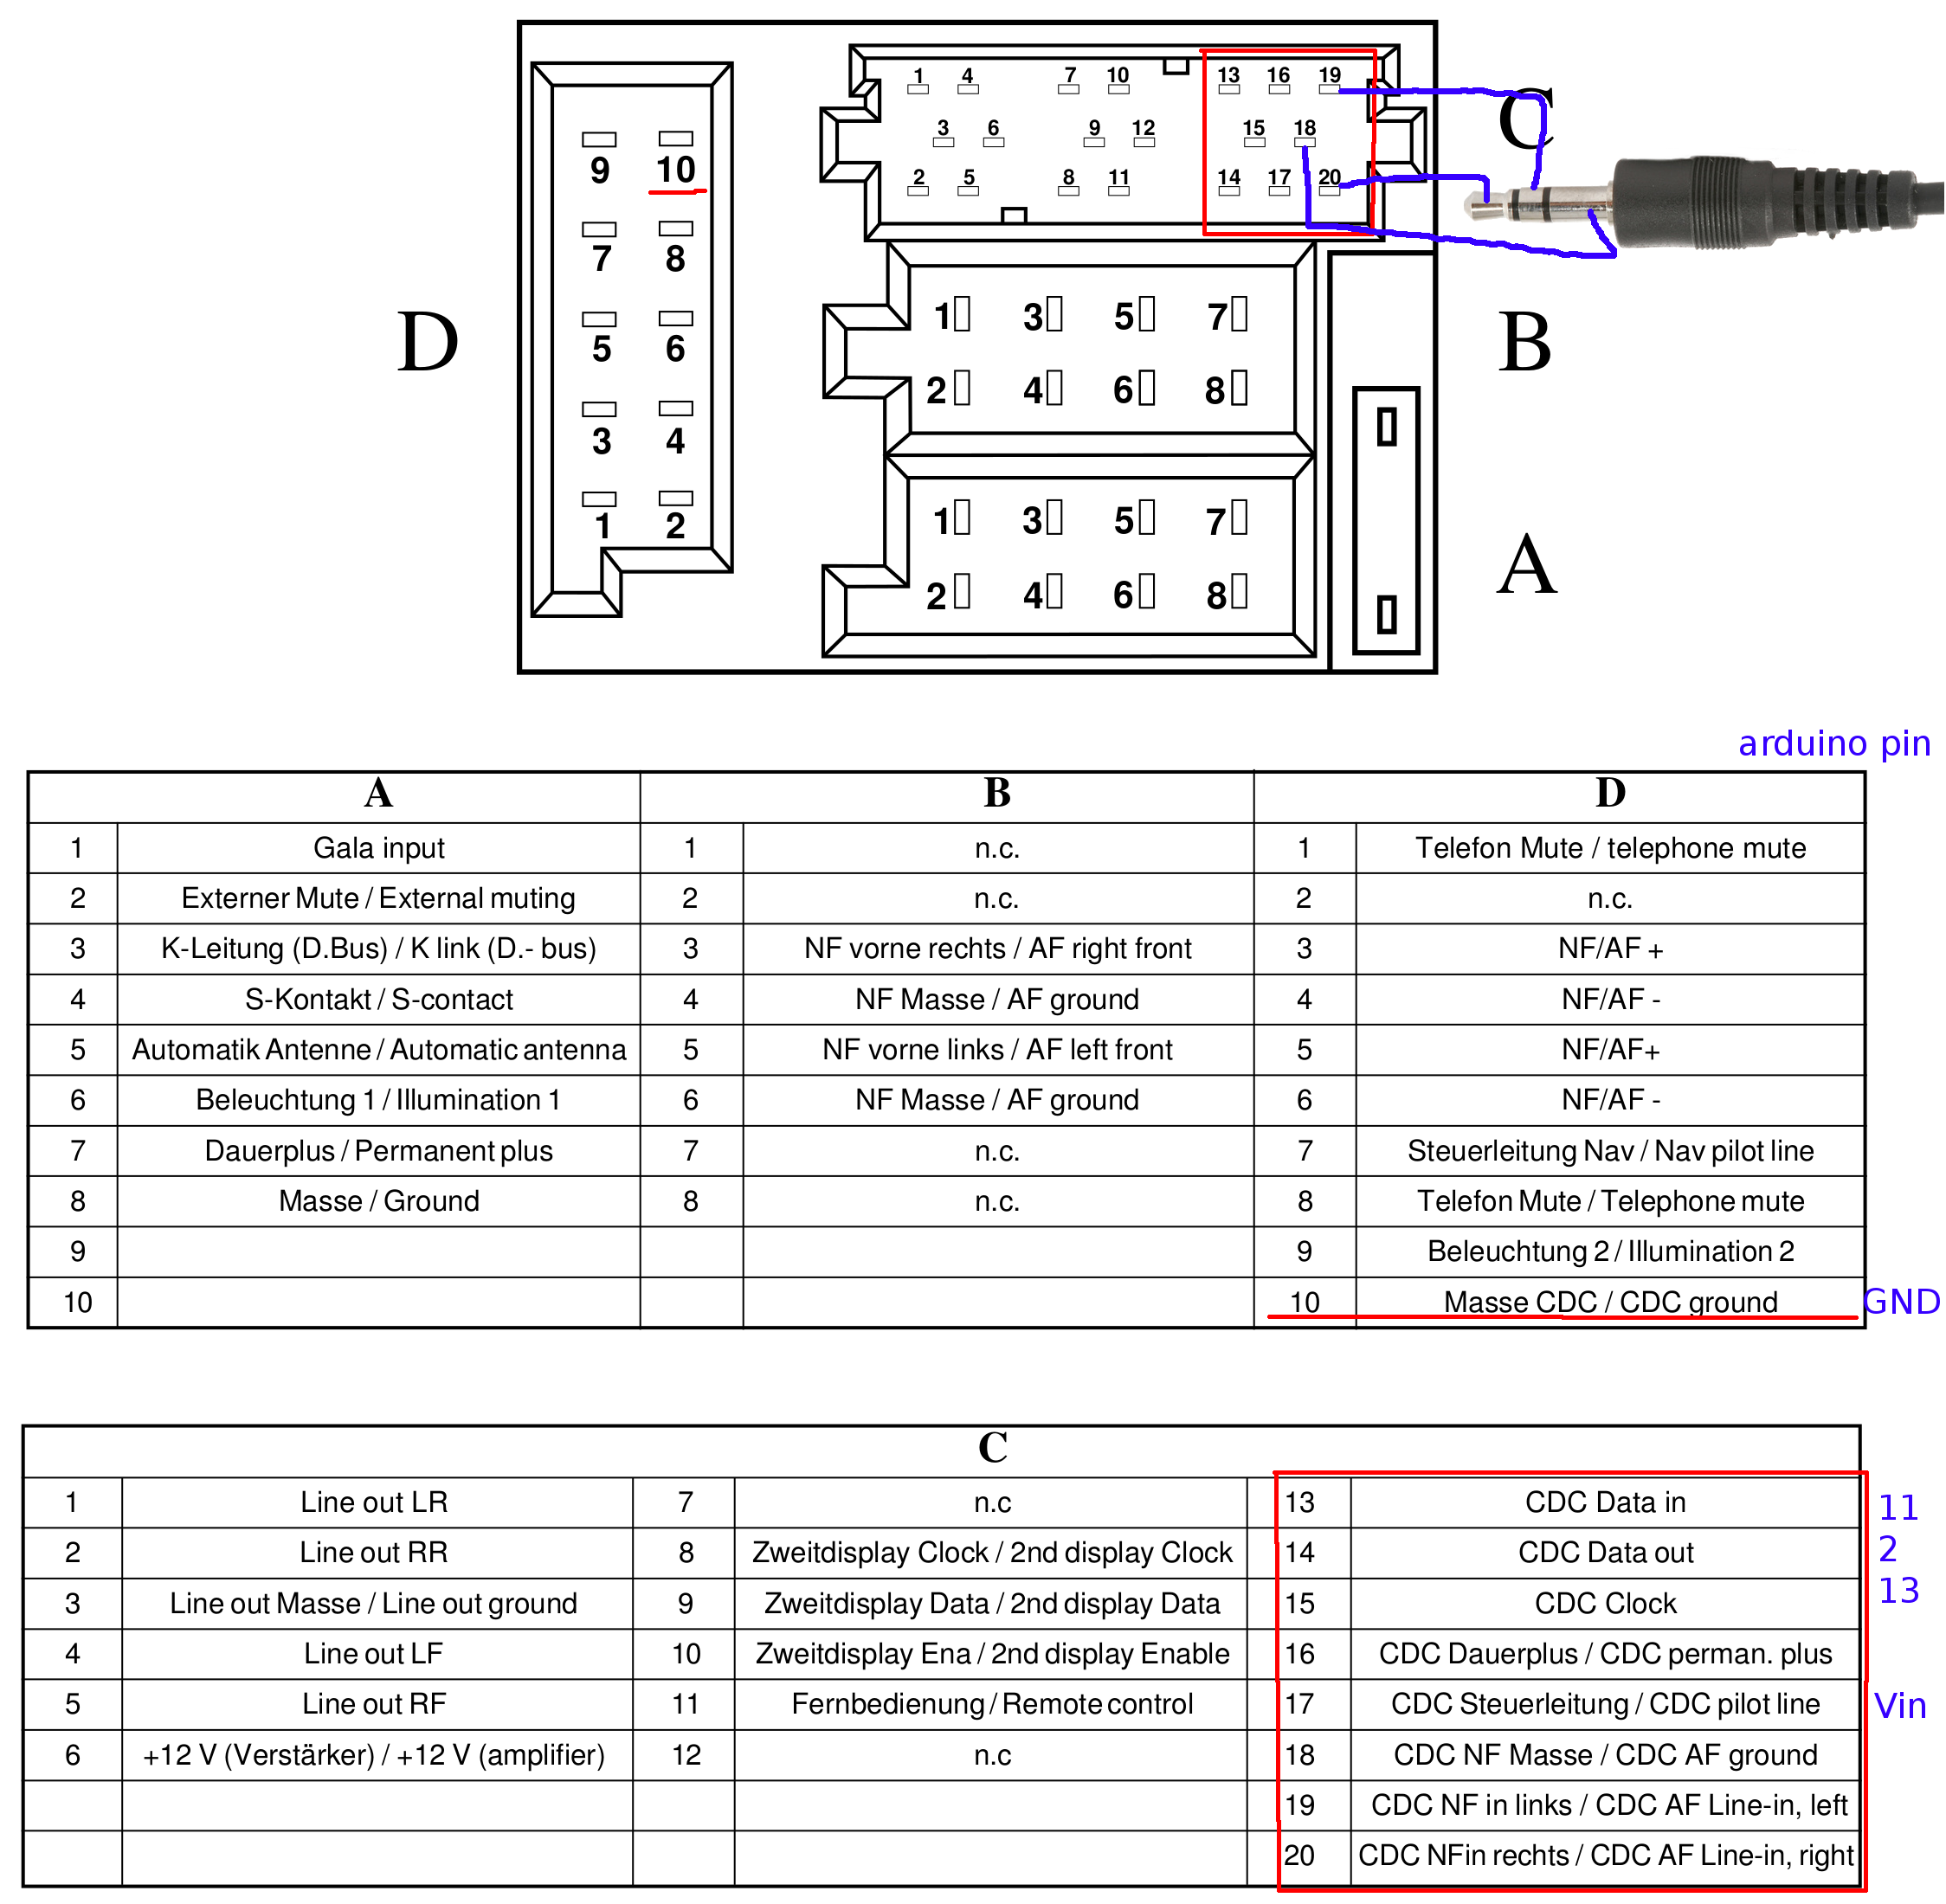 1 4 7 10 13 16 19
3 6 9 12 15 18
2 5 8 11 14 17 20
C
9 10
7 8
5 6
3 4
1 2
D
1 3 5 7
2 4 6 8
B
1 3 5 7
2 4 6 8
A
arduino pin
A B D
1 Gala input 1 n.c. 1 Telefon Mute / telephone mute
2 Externer Mute / External muting 2 n.c. 2 n.c.
3 K-Leitung (D.Bus) / K link (D.- bus) 3 NF vorne rechts / AF right front 3 NF/AF +
4 S-Kontakt / S-contact 4 NF Masse / AF ground 4 NF/AF -
5 Automatik Antenne / Automatic antenna 5 NF vorne links / AF left front 5 NF/AF+
6 Beleuchtung 1 / Illumination 1 6 NF Masse / AF ground 6 NF/AF -
7 Dauerplus / Permanent plus 7 n.c. 7 Steuerleitung Nav / Nav pilot line
8 Masse / Ground 8 n.c. 8 Telefon Mute / Telephone mute
9 9 Beleuchtung 2 / Illumination 2
10 10 Masse CDC / CDC ground GND
C
1 Line out LR 7 n.c 13 CDC Data in 11
2 Line out RR 8 Zweitdisplay Clock / 2nd display Clock 14 CDC Data out 2
3 Line out Masse / Line out ground 9 Zweitdisplay Data / 2nd display Data 15 CDC Clock 13
4 Line out LF 10 Zweitdisplay Ena / 2nd display Enable 16 CDC Dauerplus / CDC perman. plus
5 Line out RF 11 Fernbedienung / Remote control 17 CDC Steuerleitung / CDC pilot line Vin
6 +12 V (Verstärker) / +12 V (amplifier) 12 n.c 18 CDC NF Masse / CDC AF ground
19 CDC NF in links / CDC AF Line-in, left
20 CDC NFin rechts / CDC AF Line-in, right